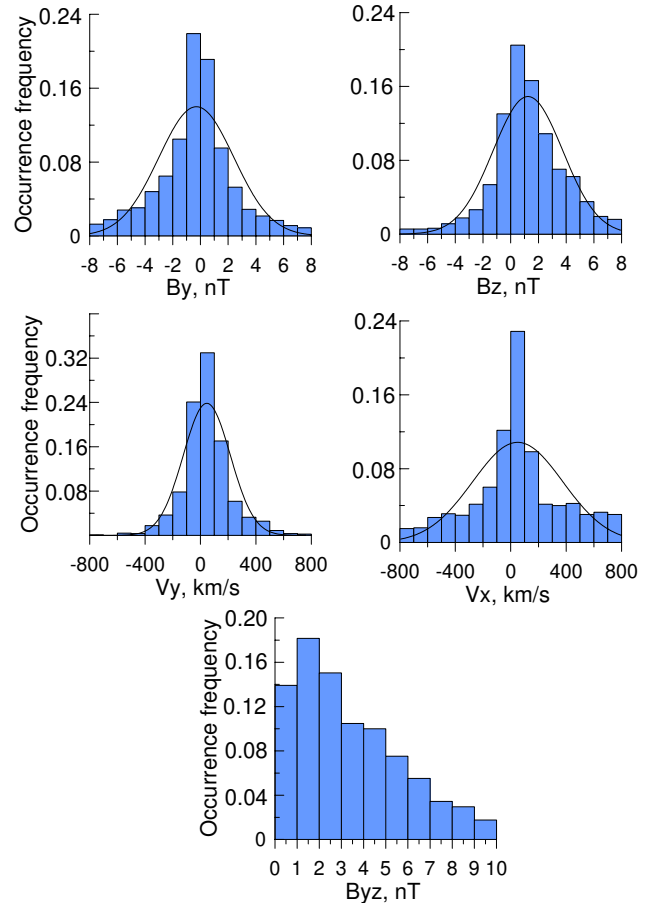 0.24
0.16
0.08
0
Occurrence frequency
-8 -6 -4 -2 0 2 4 6 8
By, nT
0.24
0.16
0.08
0
-8 -6 -4 -2 0 2 4 6 8
Bz, nT
0.32
0.24
0.16
0.08
Occurrence frequency
-800 -400 0 400 800
Vy, km/s
0.24
0.16
0.08
0
-800 -400 0 400 800
Vx, km/s
0.20
0.16
0.12
0.08
0.04
0
Occurrence frequency
0 1 2 3 4 5 6 7 8 9 10
Byz, nT